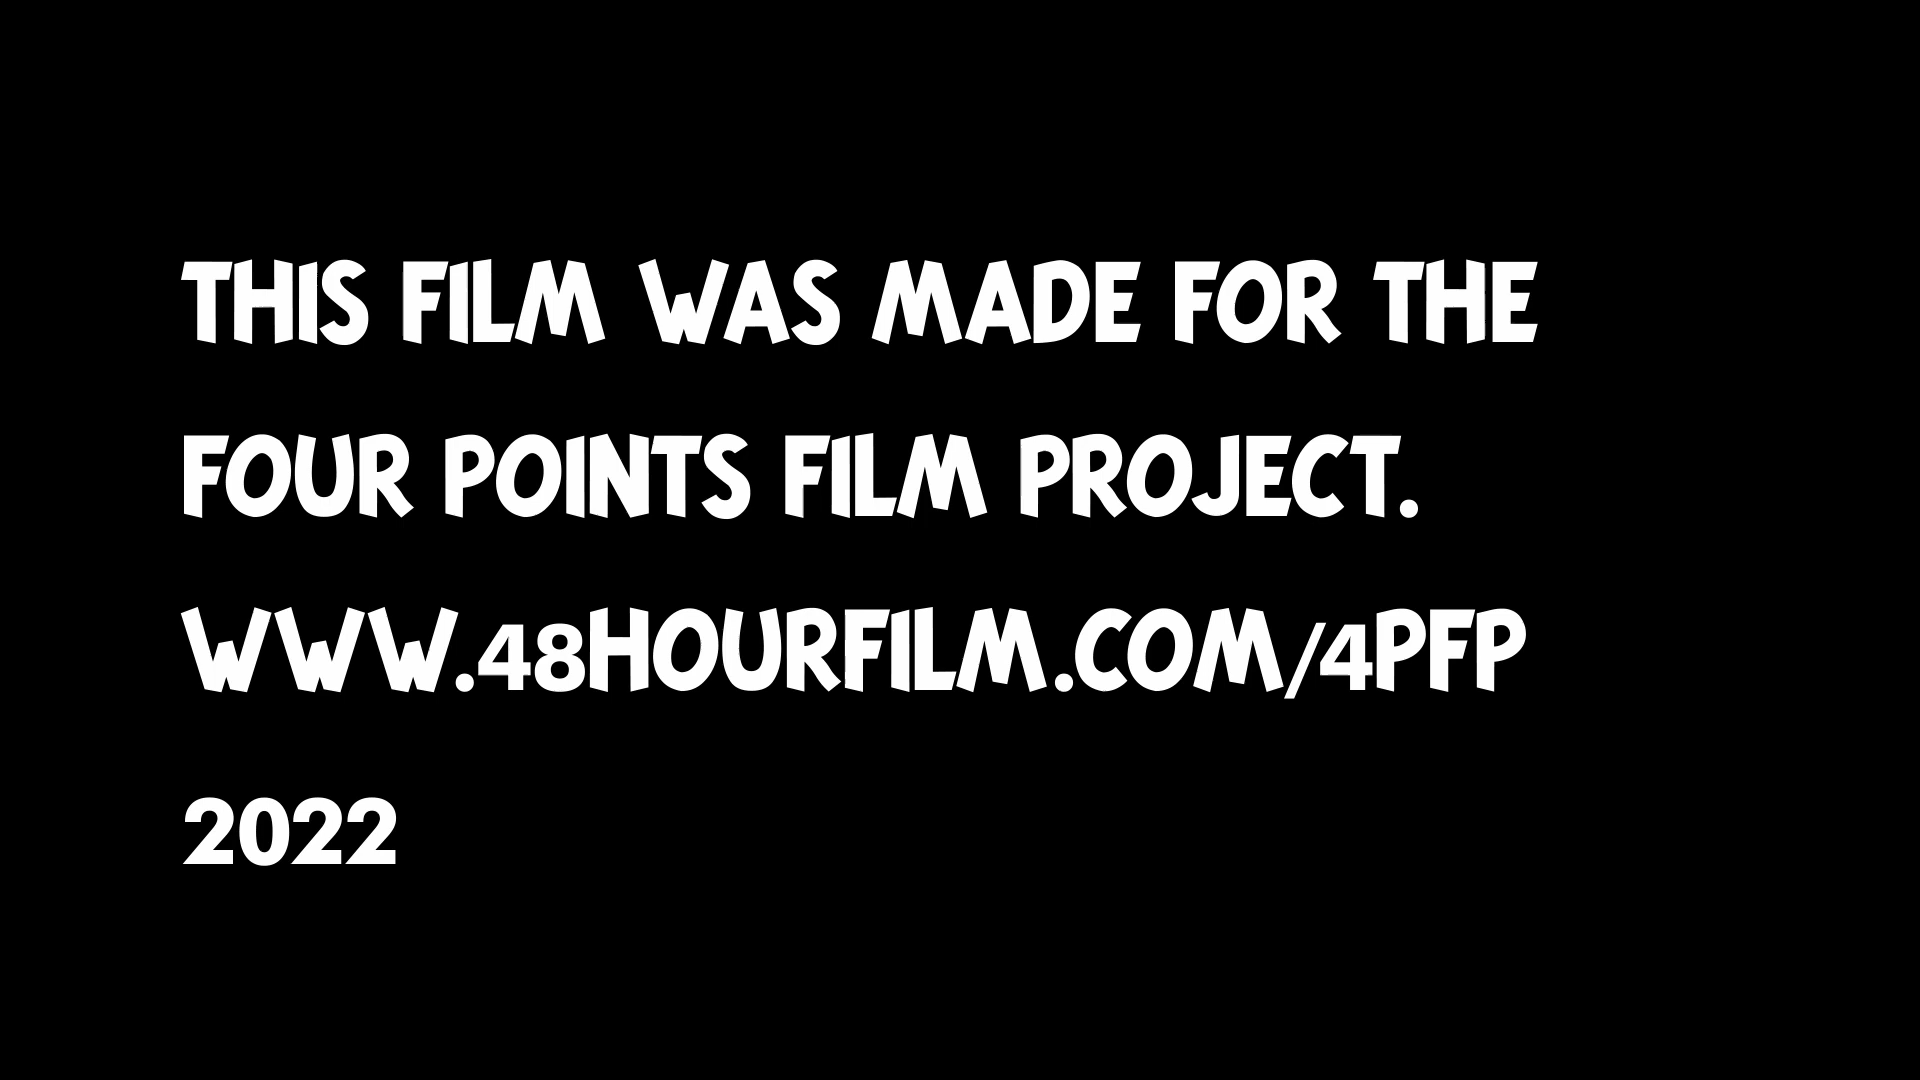 THIS FILM WAS MADE FOR THE
FOUR POINTS FILM PROJECT.
WWW.48HOURFILM.COM/4PFP
2022